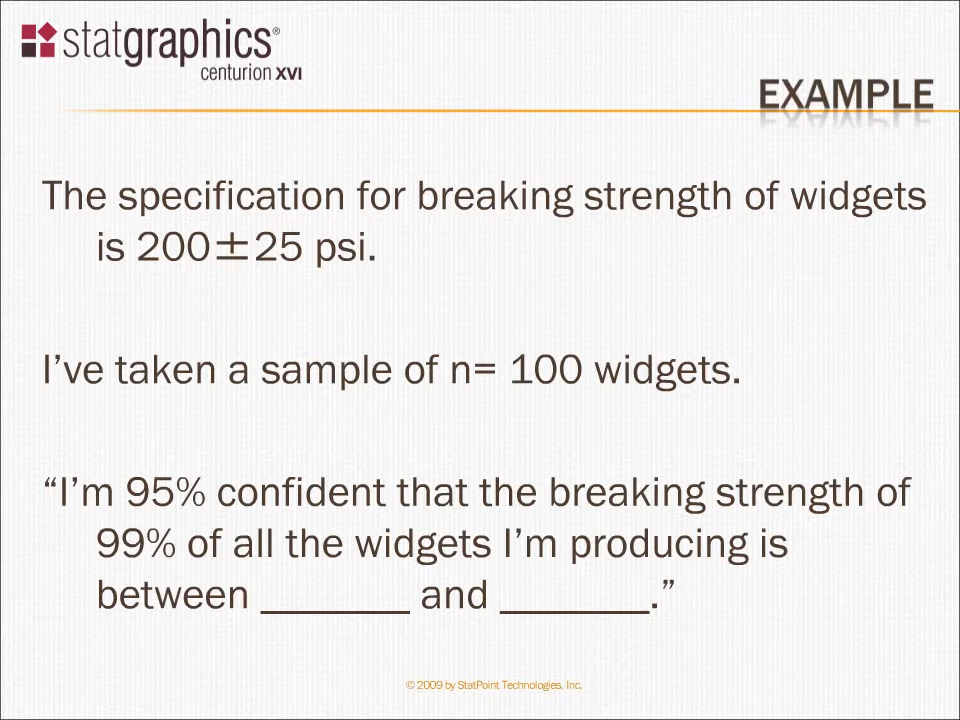 statgraphics®
centurion XVI
EXAMPLE
The specification for breaking strength of widgets
is 200±25 psi.
I’ve taken a sample of n= 100 widgets.
“I’m 95% confident that the breaking strength of
99% of all the widgets I’m producing is
between _______ and _______.”
© 2009 by StatPoint Technologies, Inc.